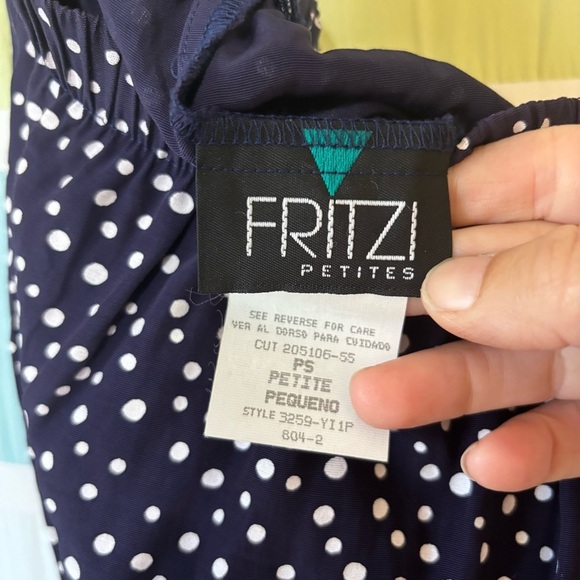 FRITZI
PETITES
SEE REVERSE FOR CARE
VER AL DORSO PARA CUIDADO
CUT 205106-55
PS
PETITE
PEQUENO
STYLE 3259-YI1P
804-2